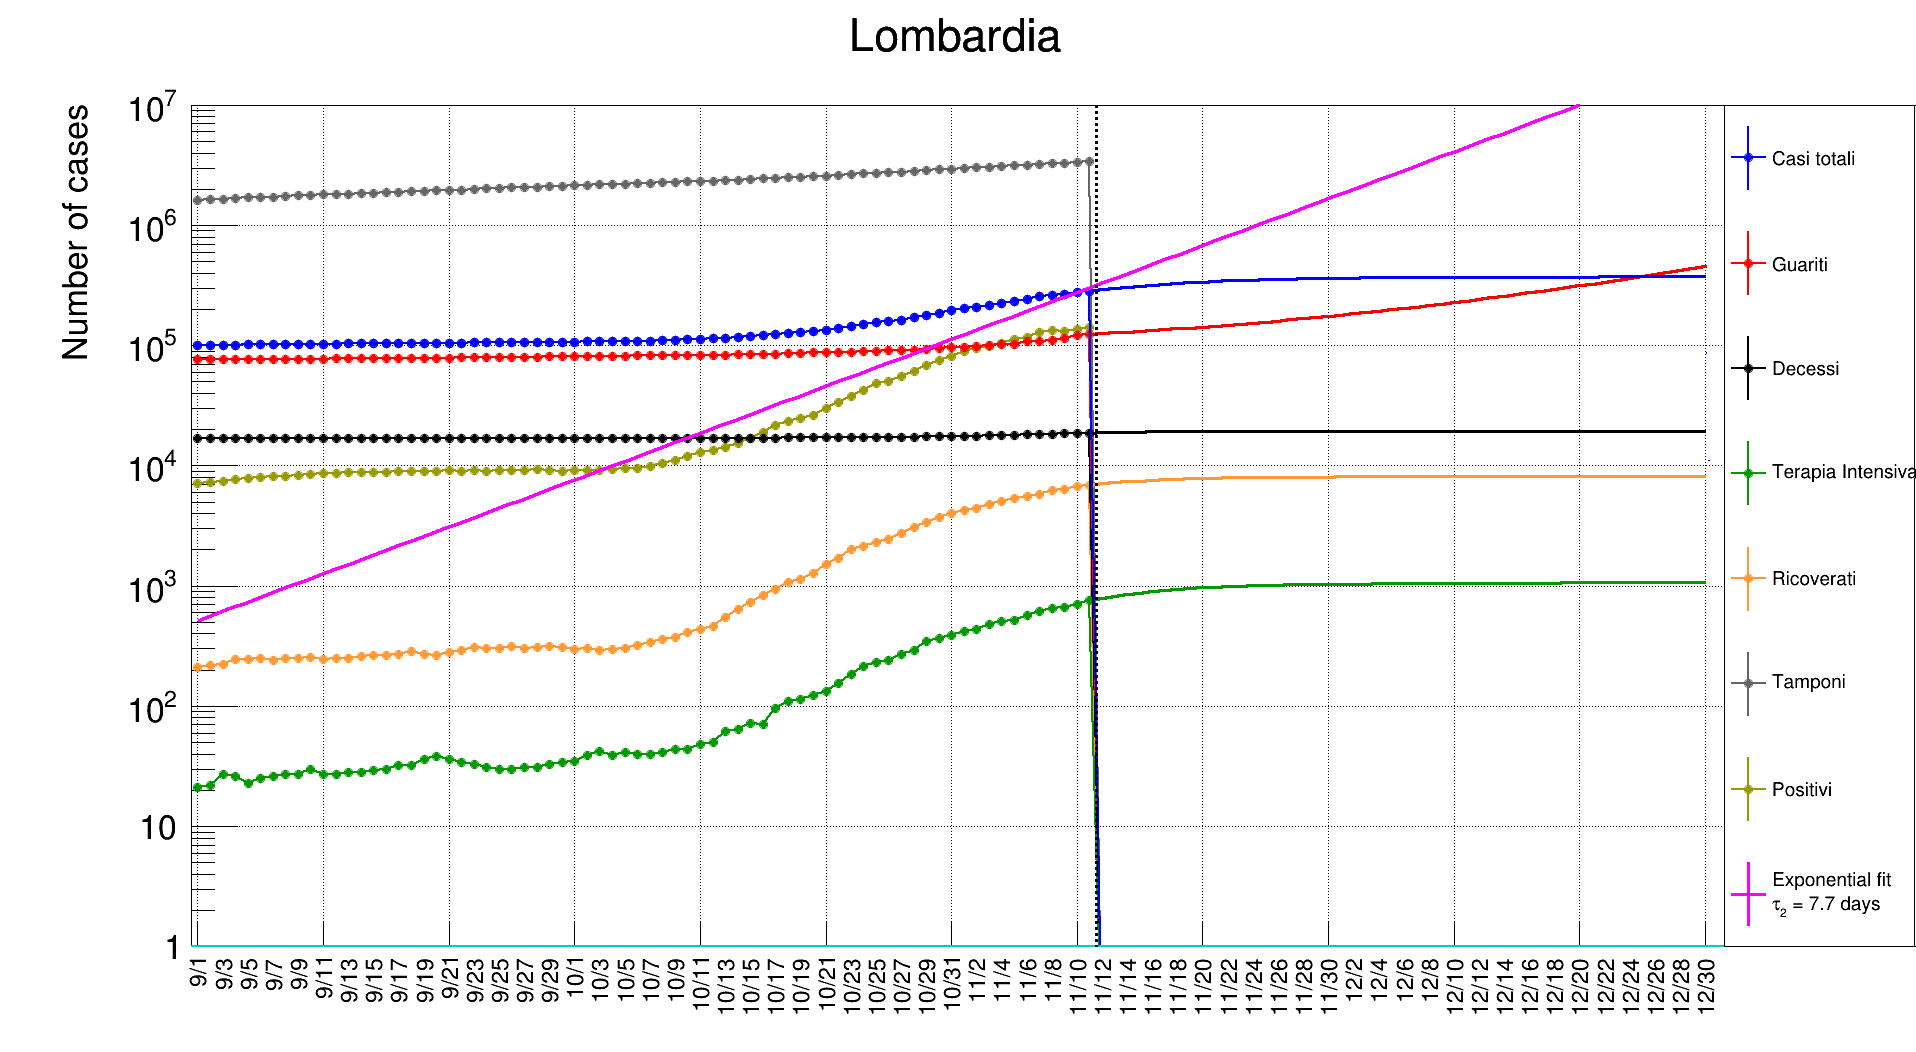 Lombardia
Number of cases
10^7
10^6
10^5
10^4
10^3
10^2
10
1
9/1 9/3 9/5 9/7 9/9 9/11 9/13 9/15 9/17 9/19 9/21 9/23 9/25 9/27 9/29 10/1 10/3 10/5 10/7 10/9 10/11 10/13 10/15 10/17 10/19 10/21 10/23 10/25 10/27 10/29 10/31 11/2 11/4 11/6 11/8 11/10 11/12 11/14 11/16 11/18 11/20 11/22 11/24 11/26 11/28 11/30 12/2 12/4 12/6 12/8 12/10 12/12 12/14 12/16 12/18 12/20 12/22 12/24 12/26 12/28 12/30
Casi totali
Guariti
Decessi
Terapia Intensiva
Ricoverati
Tamponi
Positivi
Exponential fit
τ_2 = 7.7 days